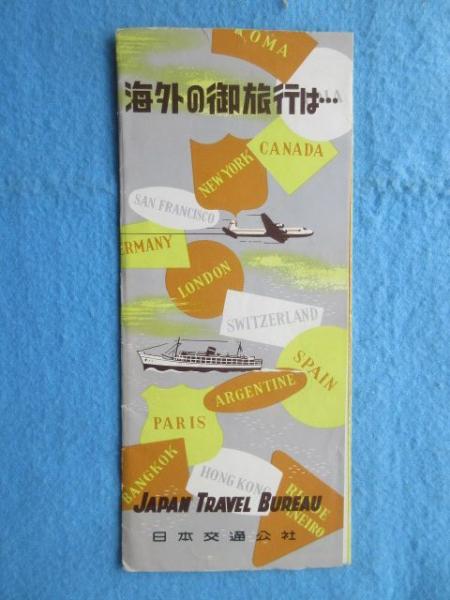 ROMA
海外の御旅行は…
CANADA
NEW YORK
SAN FRANCISCO
GERMANY
LONDON
SWITZERLAND
SPAIN
ARGENTINE
PARIS
BANGKOK
HONG KONG
JAPAN TRAVEL BUREAU
日本交通公社